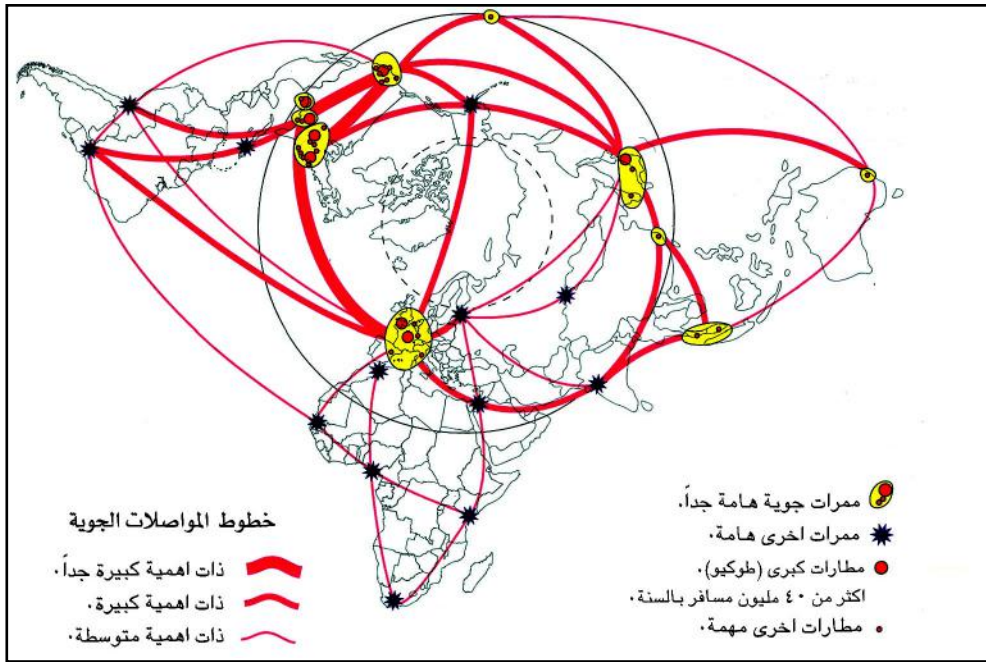 ممرات جوية هامة جداً.
ممرات اخرى هامة.
مطارات كبرى (طوكيو).
اكثر من ٤٠ مليون مسافر بالسنة.
مطارات اخرى مهمة.
خطوط المواصلات الجوية
ذات اهمية كبيرة جداً.
ذات اهمية كبيرة.
ذات اهمية متوسطة.